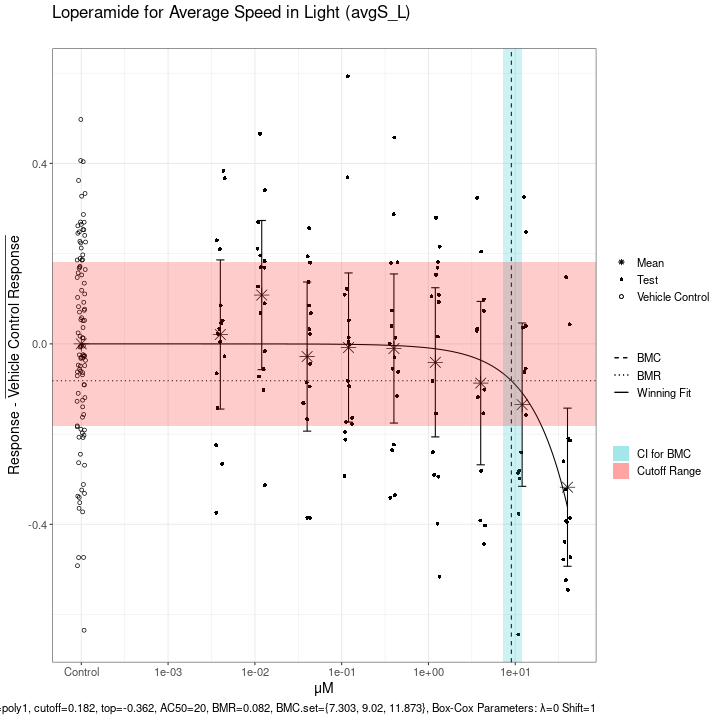 Loperamide for Average Speed in Light (avgS_L)
Response - Vehicle Control Response
0.4
0.0
-0.4
Control
1e-03
1e-02
1e-01
1e+00
1e+01
μM
Mean
Test
Vehicle Control
BMC
BMR
Winning Fit
CI for BMC
Cutoff Range
=poly1, cutoff=0.182, top=-0.362, AC50=20, BMR=0.082, BMC.set={7.303, 9.02, 11.873}, Box-Cox Parameters: λ=0 Shift=1